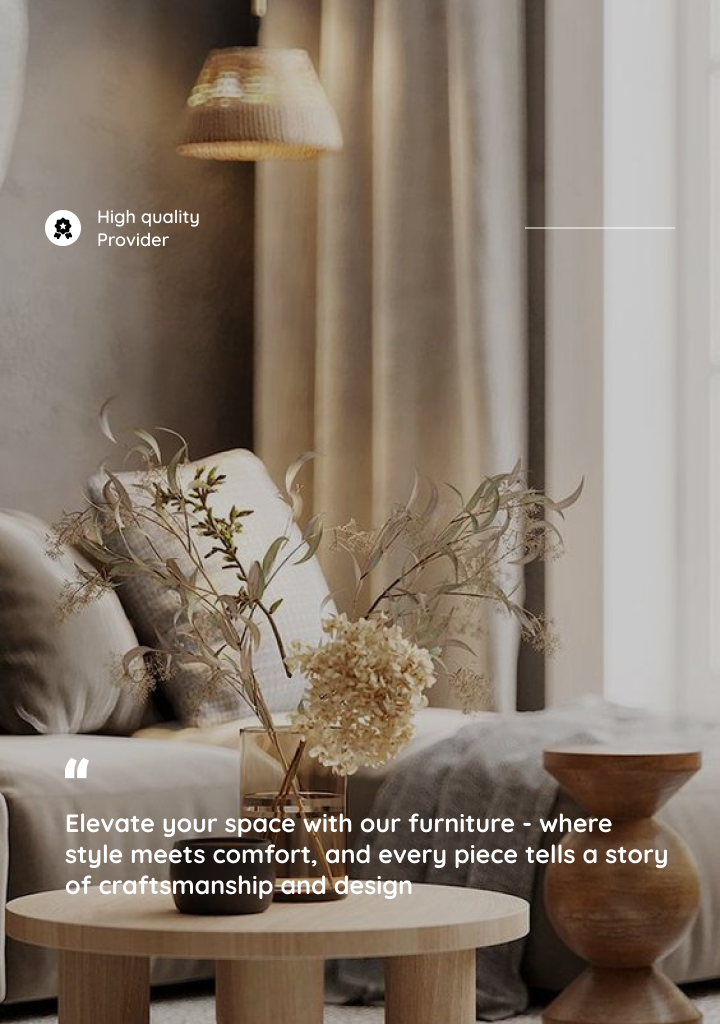 High quality
Provider
“
Elevate your space with our furniture - where
style meets comfort, and every piece tells a story
of craftsmanship and design